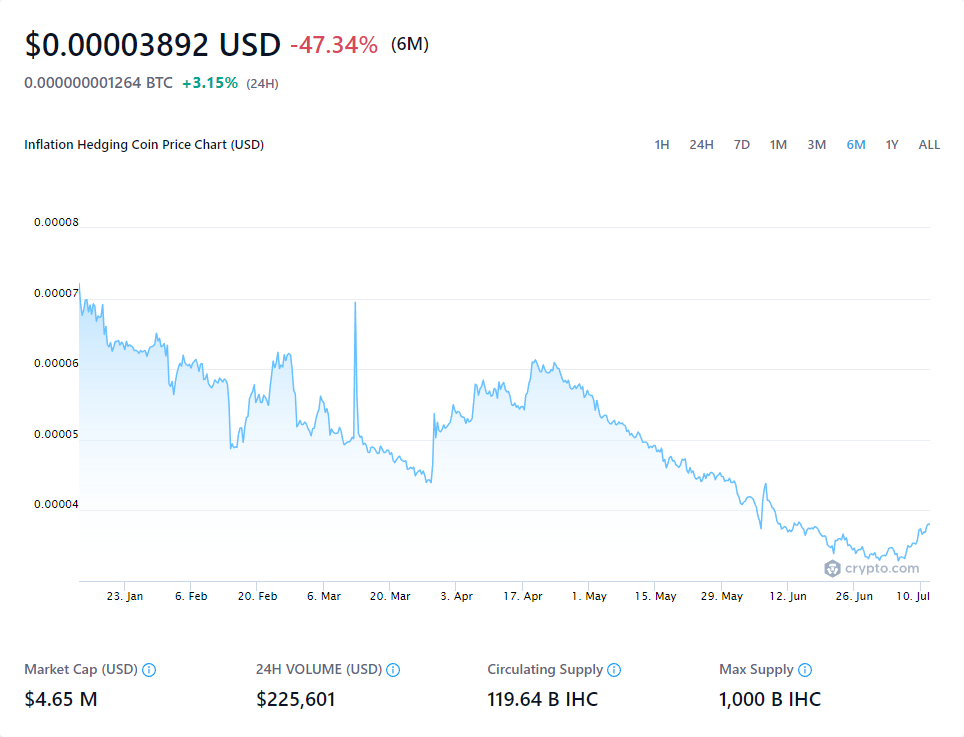 $0.00003892 USD -47.34% (6M)
0.000000001264 BTC +3.15% (24H)
Inflation Hedging Coin Price Chart (USD) 1H 24H 7D 1M 3M 6M 1Y ALL
0.00008
0.00007
0.00006
0.00005
0.00004
crypto.com
23. Jan 6. Feb 20. Feb 6. Mar 20. Mar 3. Apr 17. Apr 1. May 15. May 29. May 12. Jun 26. Jun 10. Jul
Market Cap (USD) 24H VOLUME (USD) Circulating Supply Max Supply
$4.65 M $225,601 119.64 B IHC 1,000 B IHC